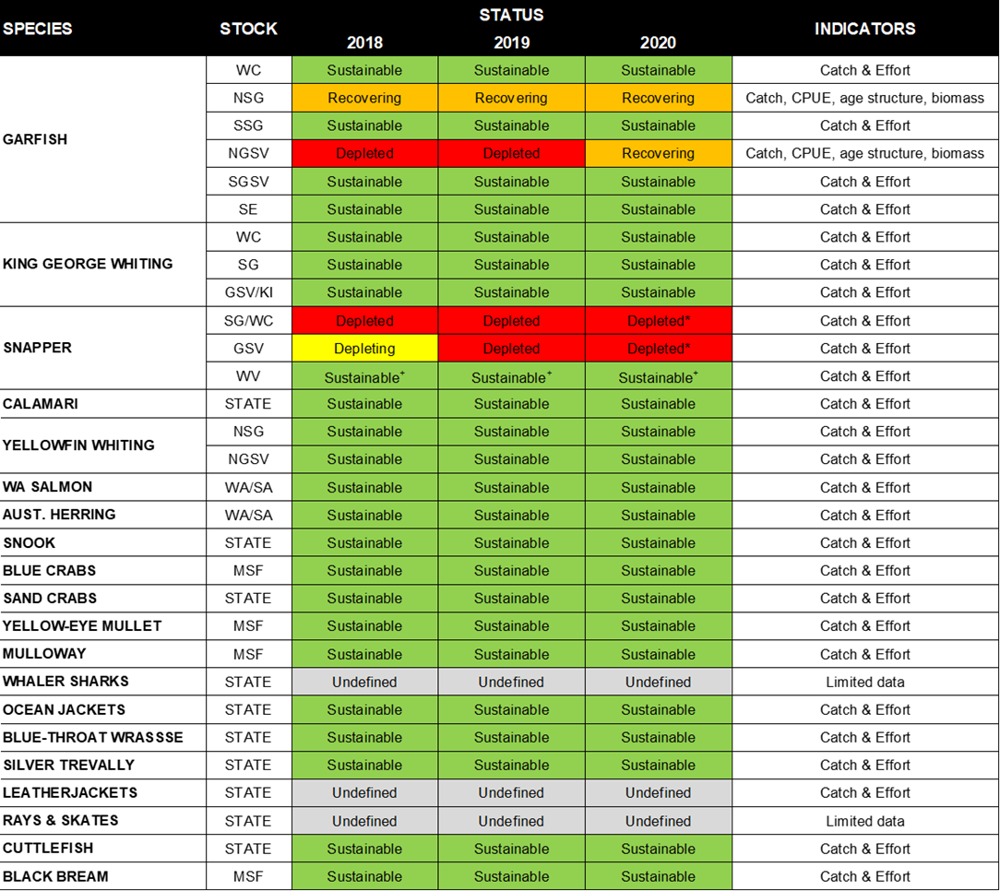 STATUS
SPECIES STOCK INDICATORS
2018 2019 2020
WC Sustainable Sustainable Sustainable Catch & Effort
NSG Recovering Recovering Recovering Catch, CPUE, age structure, biomass
SSG Sustainable Sustainable Sustainable Catch & Effort
GARFISH
NGSV Depleted Depleted Recovering Catch, CPUE, age structure, biomass
SGSV Sustainable Sustainable Sustainable Catch & Effort
SE Sustainable Sustainable Sustainable Catch & Effort
WC Sustainable Sustainable Sustainable Catch & Effort
KING GEORGE WHITING SG Sustainable Sustainable Sustainable Catch & Effort
GSV/KI Sustainable Sustainable Sustainable Catch & Effort
SG/WC Depleted Depleted Depleted* Catch & Effort
SNAPPER GSV Depleting Depleted Depleted* Catch & Effort
WV Sustainable⁺ Sustainable⁺ Sustainable⁺ Catch & Effort
CALAMARI STATE Sustainable Sustainable Sustainable Catch & Effort
NSG Sustainable Sustainable Sustainable Catch & Effort
YELLOWFIN WHITING
NGSV Sustainable Sustainable Sustainable Catch & Effort
WA SALMON WA/SA Sustainable Sustainable Sustainable Catch & Effort
AUST. HERRING WA/SA Sustainable Sustainable Sustainable Catch & Effort
SNOOK STATE Sustainable Sustainable Sustainable Catch & Effort
BLUE CRABS MSF Sustainable Sustainable Sustainable Catch & Effort
SAND CRABS STATE Sustainable Sustainable Sustainable Catch & Effort
YELLOW-EYE MULLET MSF Sustainable Sustainable Sustainable Catch & Effort
MULLOWAY MSF Sustainable Sustainable Sustainable Catch & Effort
WHALER SHARKS STATE Undefined Undefined Undefined Limited data
OCEAN JACKETS STATE Sustainable Sustainable Sustainable Catch & Effort
BLUE-THROAT WRASSSE STATE Sustainable Sustainable Sustainable Catch & Effort
SILVER TREVALLY STATE Sustainable Sustainable Sustainable Catch & Effort
LEATHERJACKETS STATE Undefined Undefined Undefined Catch & Effort
RAYS & SKATES STATE Undefined Undefined Undefined Limited data
CUTTLEFISH STATE Sustainable Sustainable Sustainable Catch & Effort
BLACK BREAM MSF Sustainable Sustainable Sustainable Catch & Effort